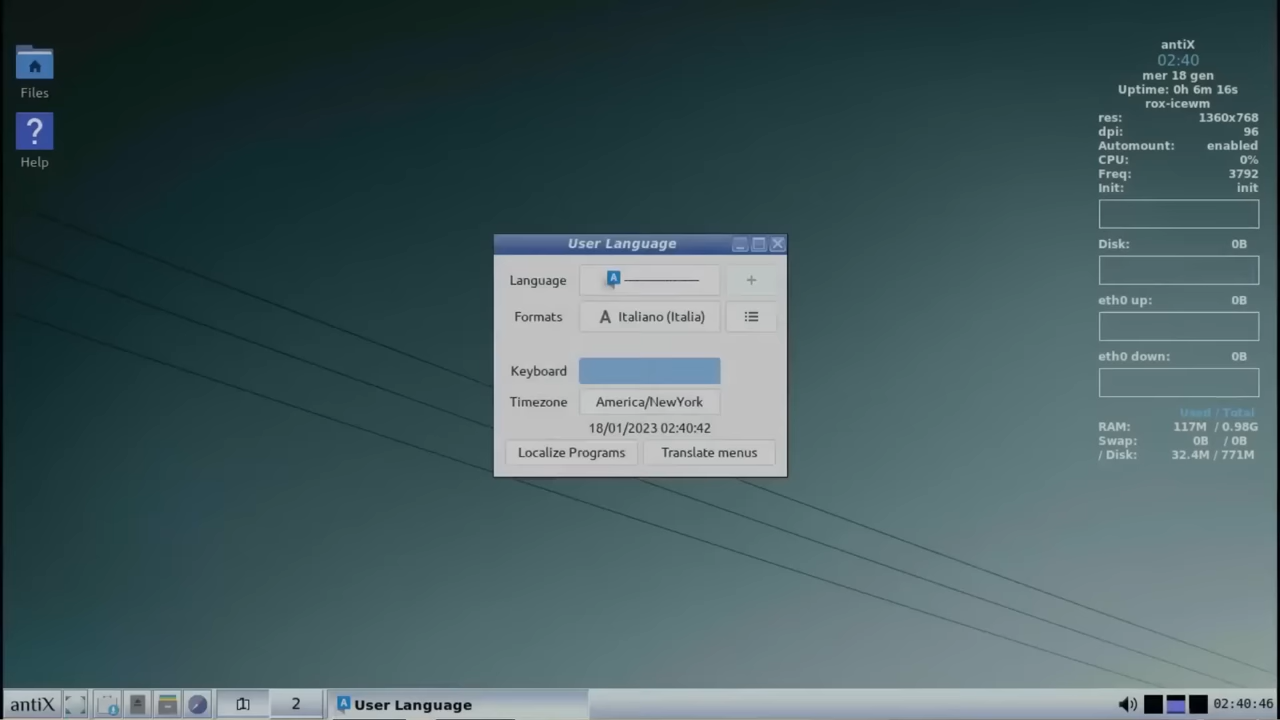 Files
Help
antiX
02:40
mer 18 gen
Uptime: 0h 6m 16s
rox-icewm
res: 1360x768
dpi: 96
Automount: enabled
CPU: 0%
Freq: 3792
Init: init
Disk: 0B
eth0 up: 0B
eth0 down: 0B
Used / Total
RAM: 117M / 0.98G
Swap: 0B / 0B
/ Disk: 32.4M / 771M
User Language
Language
Formats A Italiano (Italia)
Keyboard
Timezone America/NewYork
18/01/2023 02:40:42
Localize Programs Translate menus
antiX 1 2 User Language 02:40:46